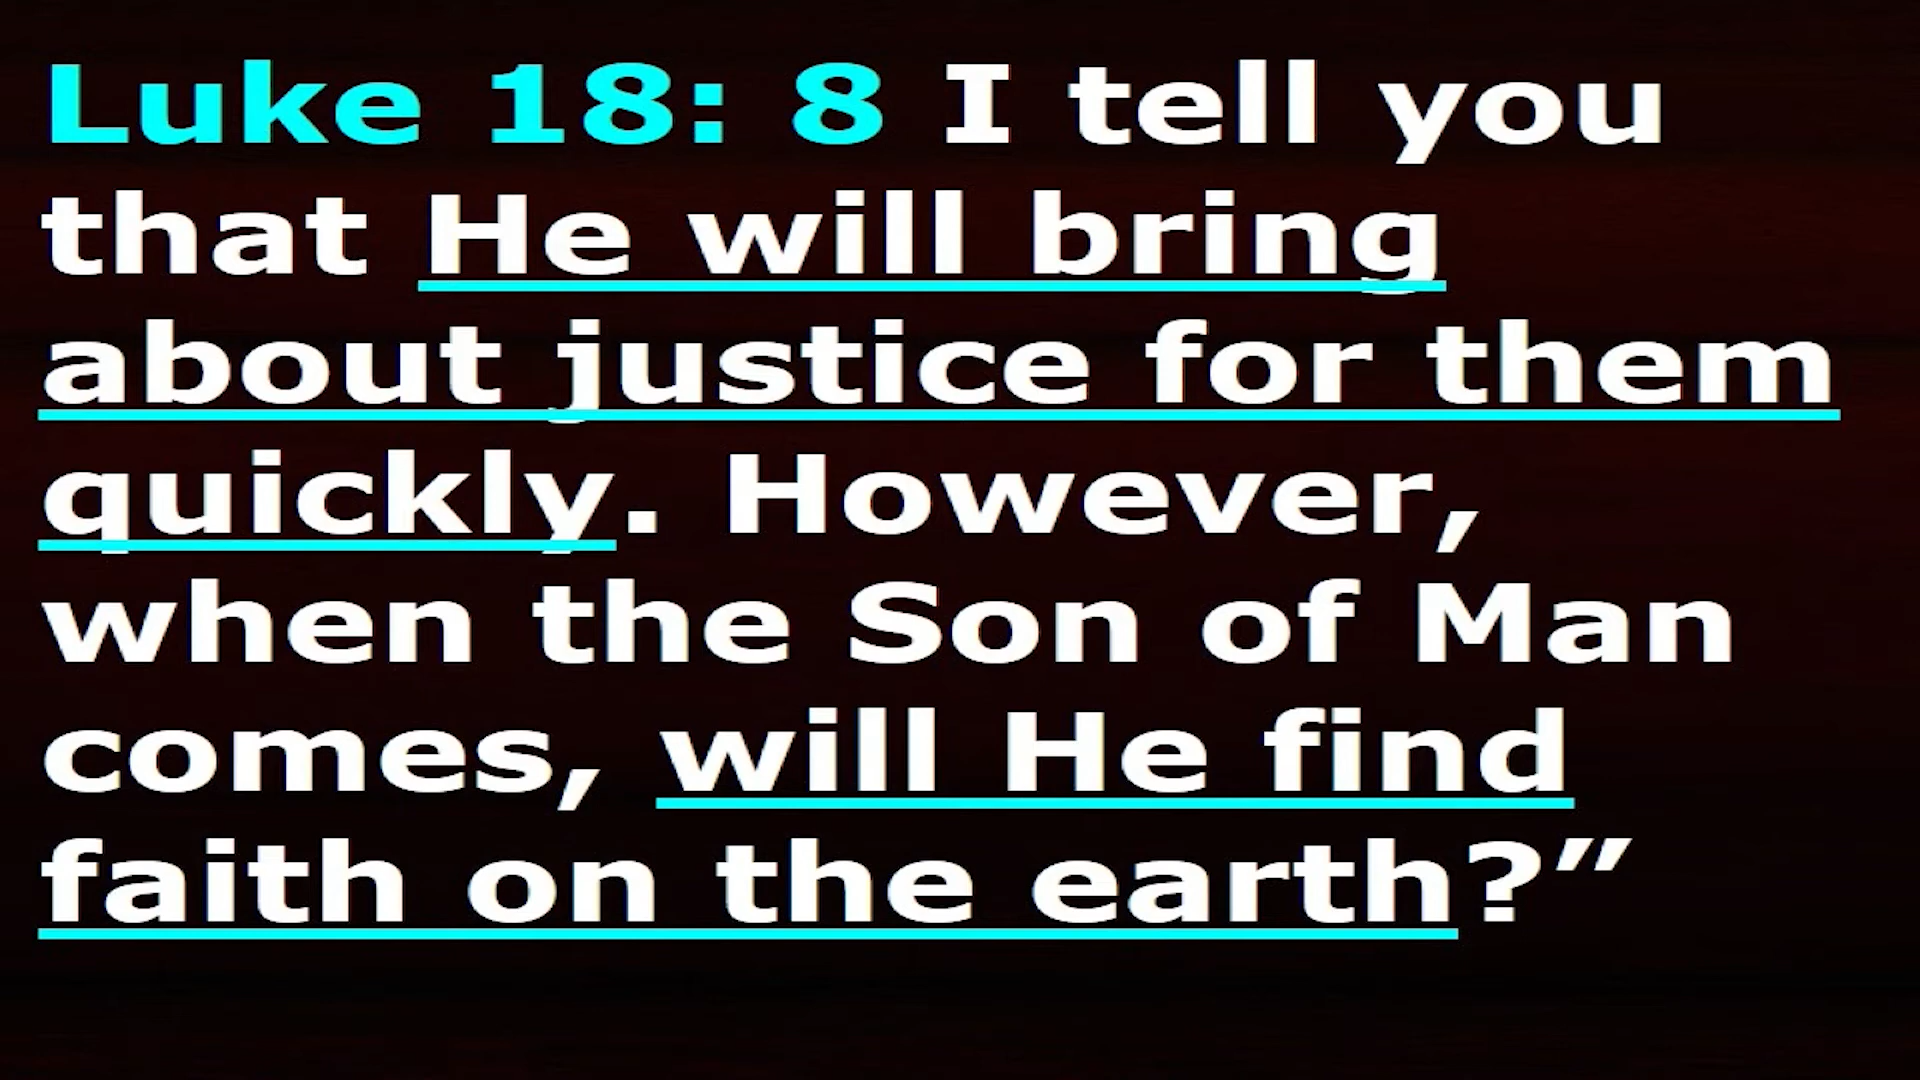 Luke 18: 8 I tell you
that He will bring
about justice for them
quickly. However,
when the Son of Man
comes, will He find
faith on the earth?”